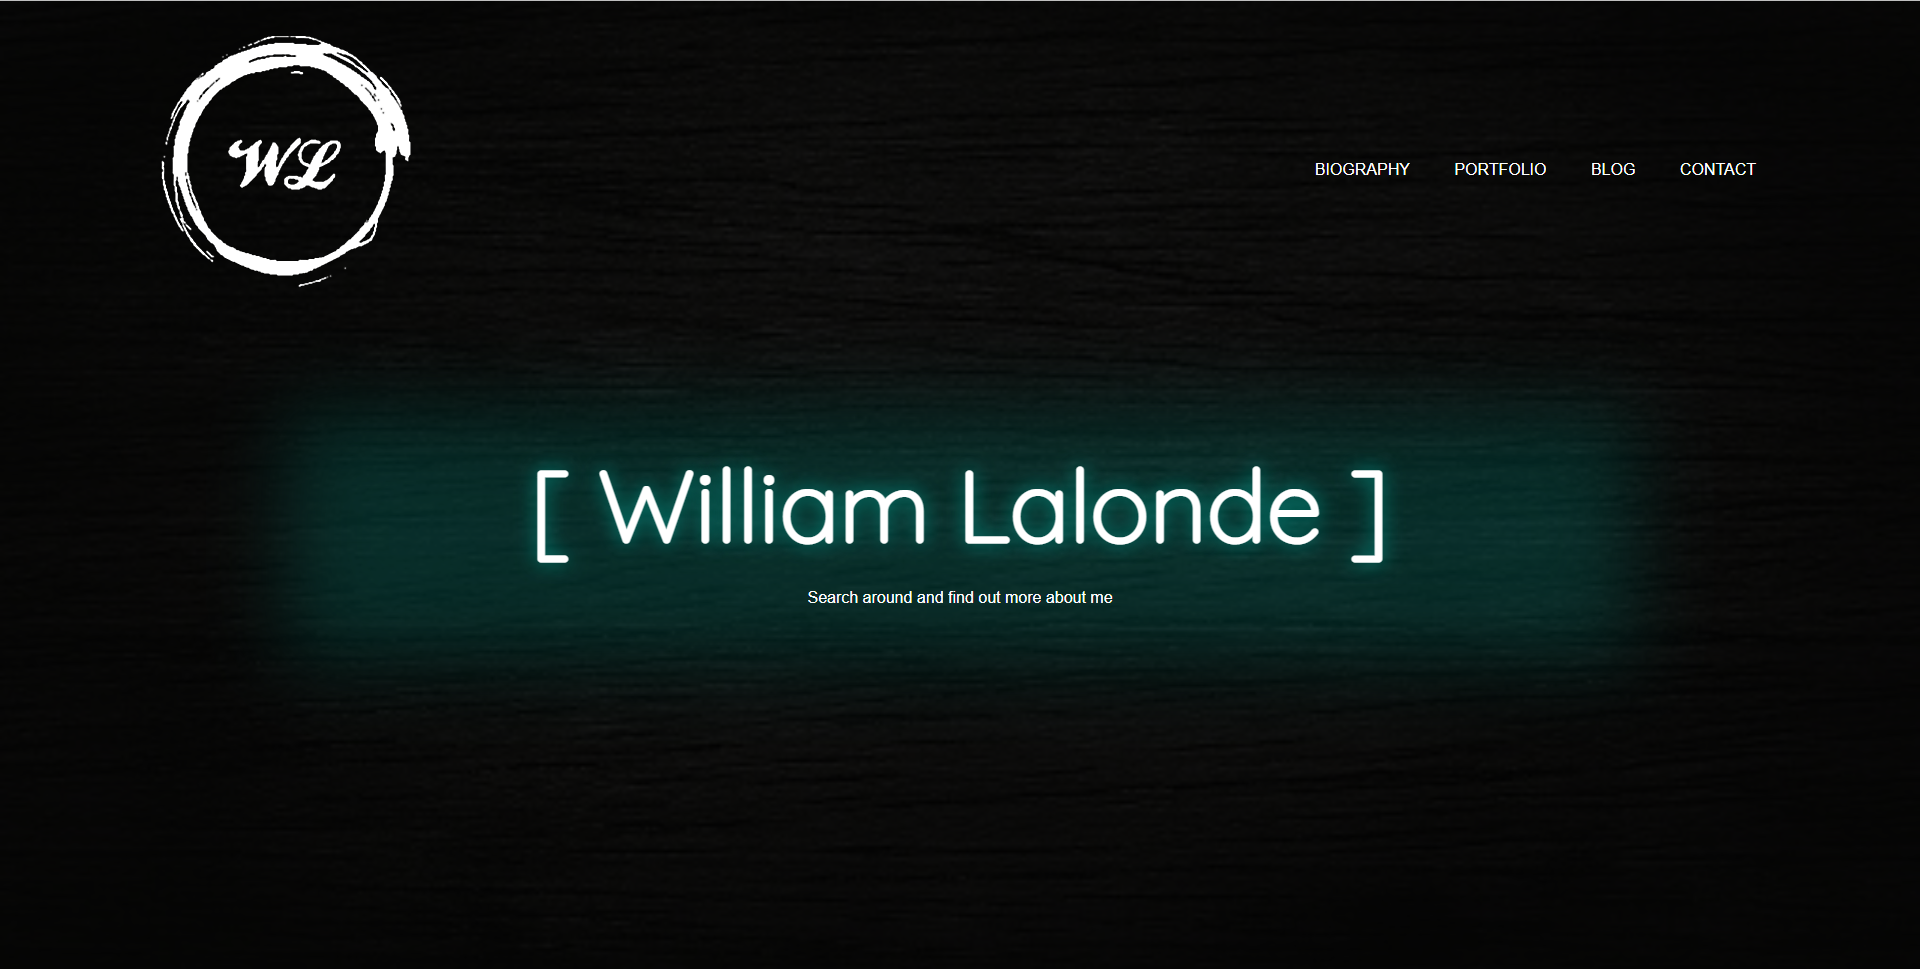 WL
BIOGRAPHY PORTFOLIO BLOG CONTACT
[ William Lalonde ]
Search around and find out more about me